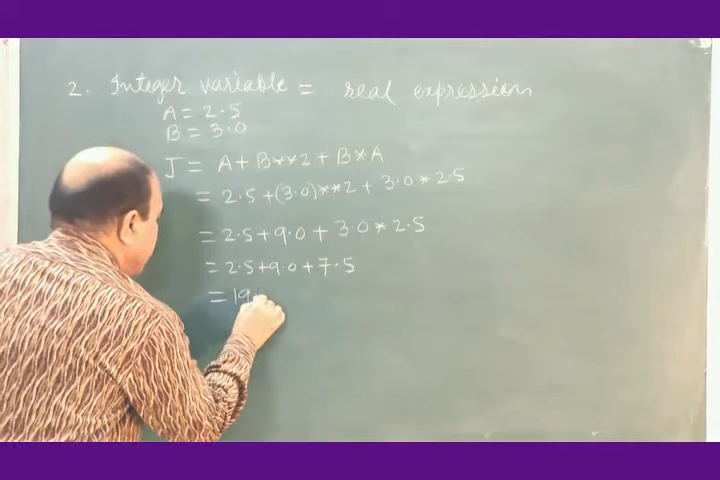 2. Integer variable = real expression
A = 2.5
B = 3.0
J = A + B**2 + B*A
= 2.5 + (3.0)**2 + 3.0 * 2.5
= 2.5 + 9.0 + 3.0 * 2.5
= 2.5 + 9.0 + 7.5
= 19